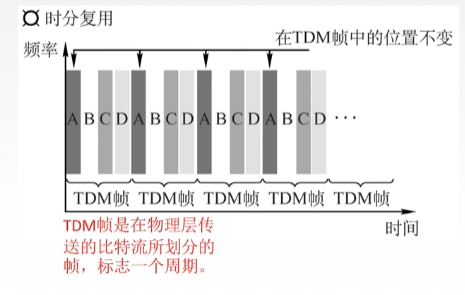 时分复用
在TDM帧中的位置不变
频率
A B C D A B C D A B C D A B C D ···
TDM帧 TDM帧 TDM帧 TDM帧 TDM帧
时间
TDM帧是在物理层传
送的比特流所划分的
帧，标志一个周期。